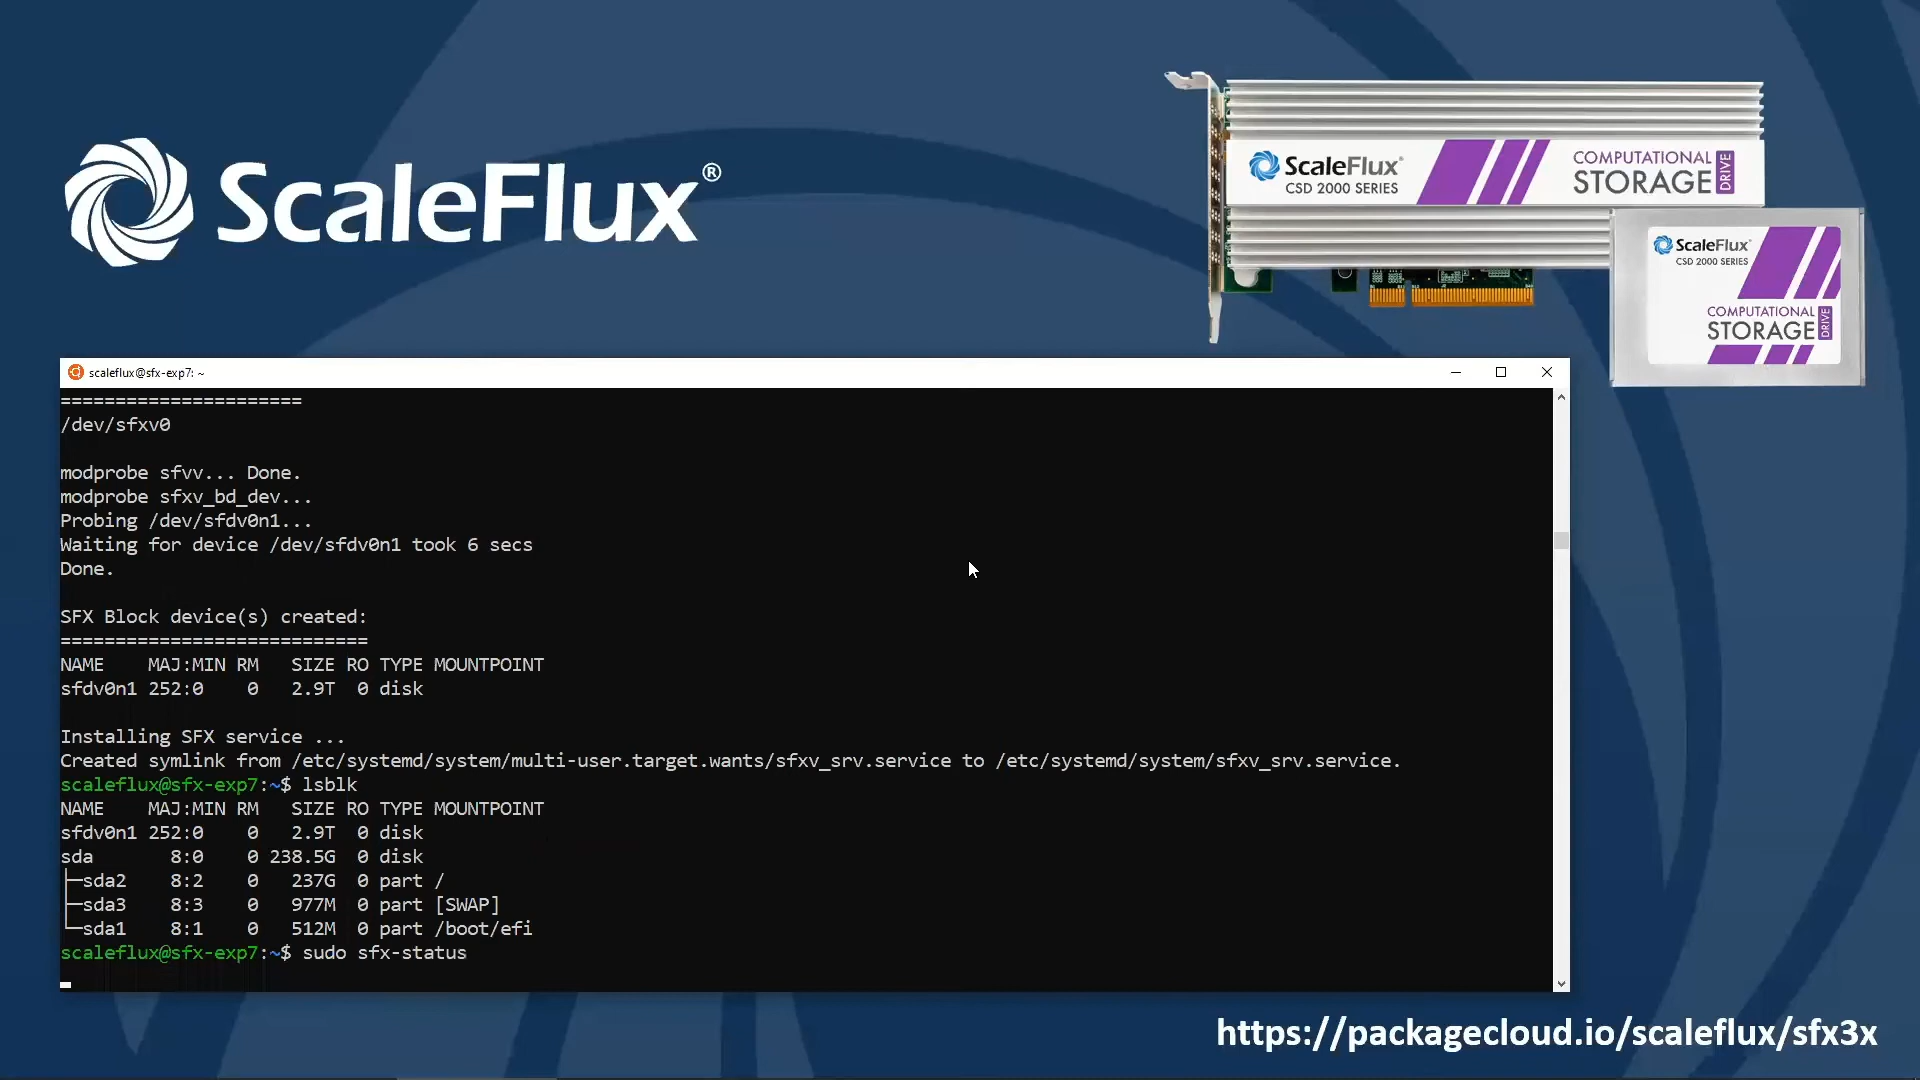 ScaleFlux®
ScaleFlux®
CSD 2000 SERIES
COMPUTATIONAL
STORAGE
DRIVE
ScaleFlux®
CSD 2000 SERIES
COMPUTATIONAL
STORAGE
DRIVE
scaleflux@sfx-exp7: ~
======================
/dev/sfxv0
modprobe sfvv... Done.
modprobe sfxv_bd_dev...
Probing /dev/sfdv0n1...
Waiting for device /dev/sfdv0n1 took 6 secs
Done.
SFX Block device(s) created:
============================
NAME    MAJ:MIN RM   SIZE RO TYPE MOUNTPOINT
sfdv0n1 252:0    0   2.9T  0 disk
Installing SFX service ...
Created symlink from /etc/systemd/system/multi-user.target.wants/sfxv_srv.service to /etc/systemd/system/sfxv_srv.service.
scaleflux@sfx-exp7:~$ lsblk
NAME    MAJ:MIN RM   SIZE RO TYPE MOUNTPOINT
sfdv0n1 252:0    0   2.9T  0 disk
sda       8:0    0 238.5G  0 disk
├─sda2    8:2    0   237G  0 part /
├─sda3    8:3    0   977M  0 part [SWAP]
└─sda1    8:1    0   512M  0 part /boot/efi
scaleflux@sfx-exp7:~$ sudo sfx-status
https://packagecloud.io/scaleflux/sfx3x